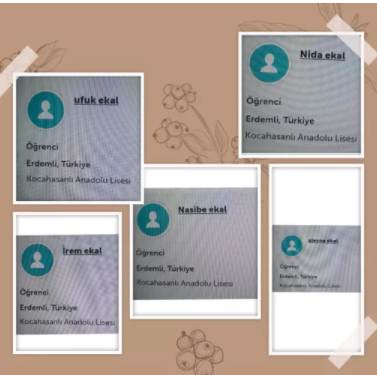 ufuk ekal
Öğrenci
Erdemli, Türkiye
Kocahasanlı Anadolu Lisesi
Nida ekal
Öğrenci
Erdemli, Türkiye
Kocahasanlı Anadolu Lisesi
İrem ekal
Öğrenci
Erdemli, Türkiye
Kocahasanlı Anadolu Lisesi
Nasibe ekal
Öğrenci
Erdemli, Türkiye
Kocahasanlı Anadolu Lisesi
ekal
Öğrenci
Erdemli, Türkiye
Kocahasanlı Anadolu Lisesi